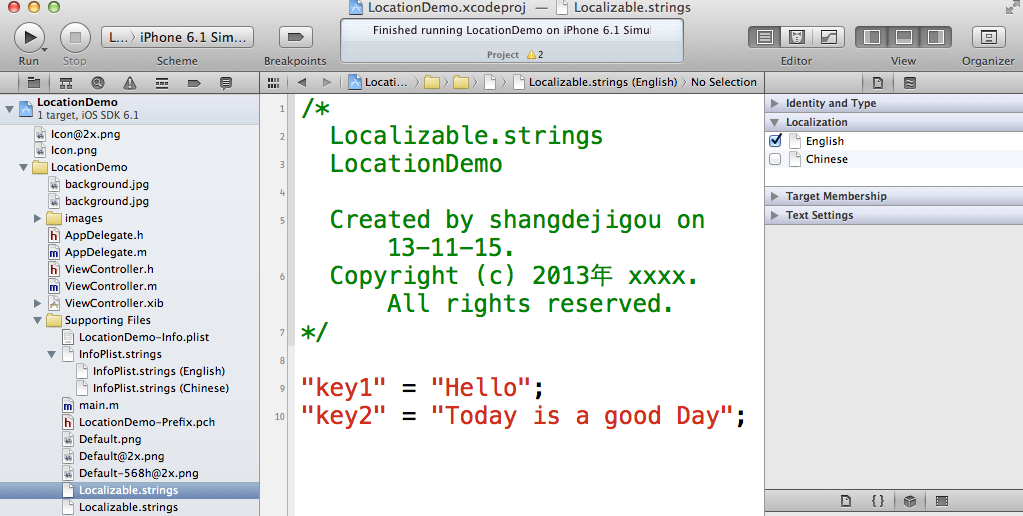 LocationDemo.xcodeproj — Localizable.strings
L... 〉 iPhone 6.1 Sim...
Finished running LocationDemo on iPhone 6.1 Simu
Project 2
Run Stop Scheme Breakpoints Editor View Organizer
Locati... 〉 Localizable.strings (English) 〉 No Selection
LocationDemo
1 target, iOS SDK 6.1
Icon@2x.png
Icon.png
LocationDemo
background.jpg
background.jpg
images
AppDelegate.h
AppDelegate.m
ViewController.h
ViewController.m
ViewController.xib
Supporting Files
LocationDemo-Info.plist
InfoPlist.strings
InfoPlist.strings (English)
InfoPlist.strings (Chinese)
main.m
LocationDemo-Prefix.pch
Default.png
Default@2x.png
Default-568h@2x.png
Localizable.strings
Localizable.strings
1 /*
2 Localizable.strings
3 LocationDemo
4
5 Created by shangdejigou on
13-11-15.
6 Copyright (c) 2013年 xxxx.
All rights reserved.
7 */
8
9 "key1" = "Hello";
10 "key2" = "Today is a good Day";
Identity and Type
Localization
English
Chinese
Target Membership
Text Settings